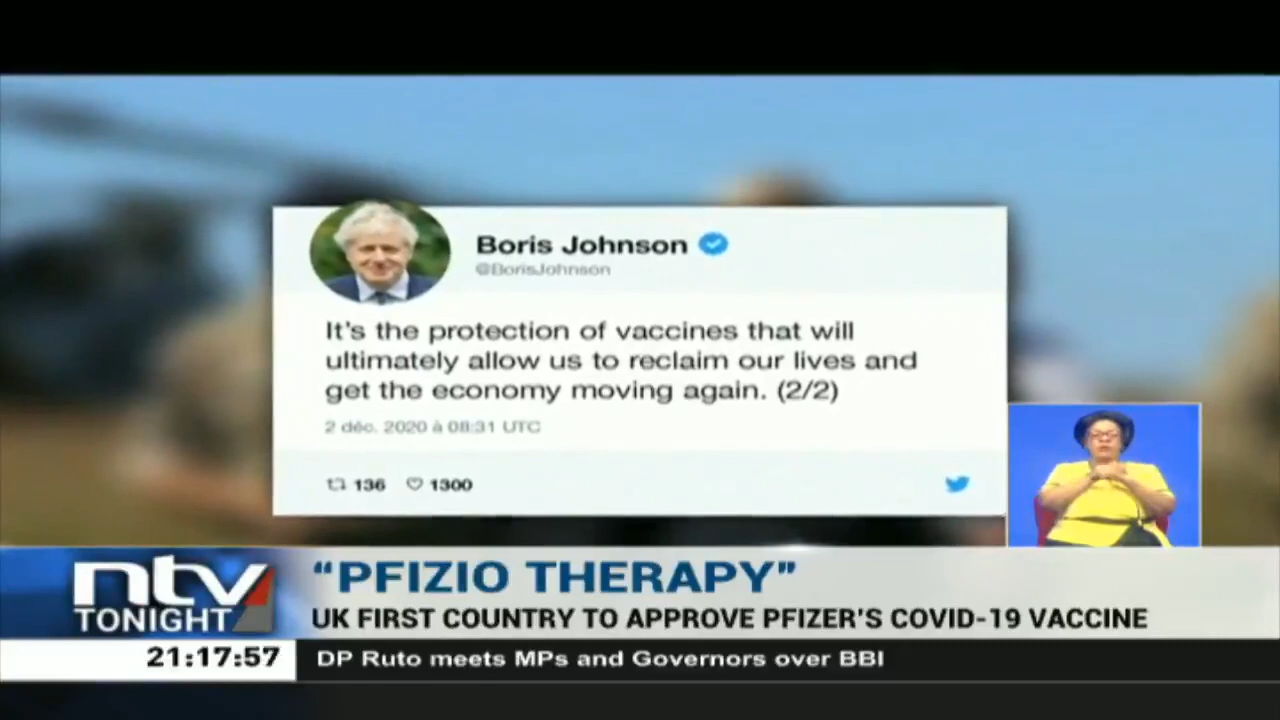 Boris Johnson
@BorisJohnson
It's the protection of vaccines that will
ultimately allow us to reclaim our lives and
get the economy moving again. (2/2)
2 déc. 2020 à 08:31 UTC
136 1300
ntv
TONIGHT
"PFIZIO THERAPY"
UK FIRST COUNTRY TO APPROVE PFIZER'S COVID-19 VACCINE
21:17:57
DP Ruto meets MPs and Governors over BBI